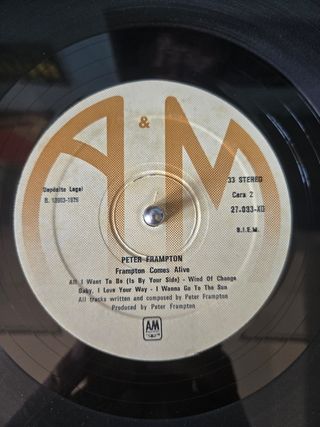 A & M
Depósito Legal
B. 13993-1976
33 STEREO
Cara 2
27.033-XD
B.I.E.M.
PETER FRAMPTON
Frampton Comes Alive
All I Want To Be (Is By Your Side) - Wind Of Change
Baby, I Love Your Way - I Wanna Go To The Sun
All tracks written and composed by Peter Frampton
Produced by Peter Frampton
AM